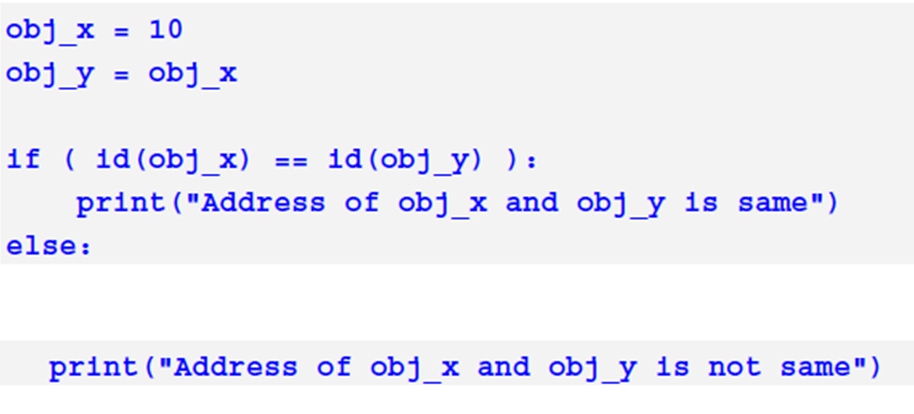 obj_x = 10
obj_y = obj_x
if ( id(obj_x) == id(obj_y) ):
    print("Address of obj_x and obj_y is same")
else:
   print("Address of obj_x and obj_y is not same")